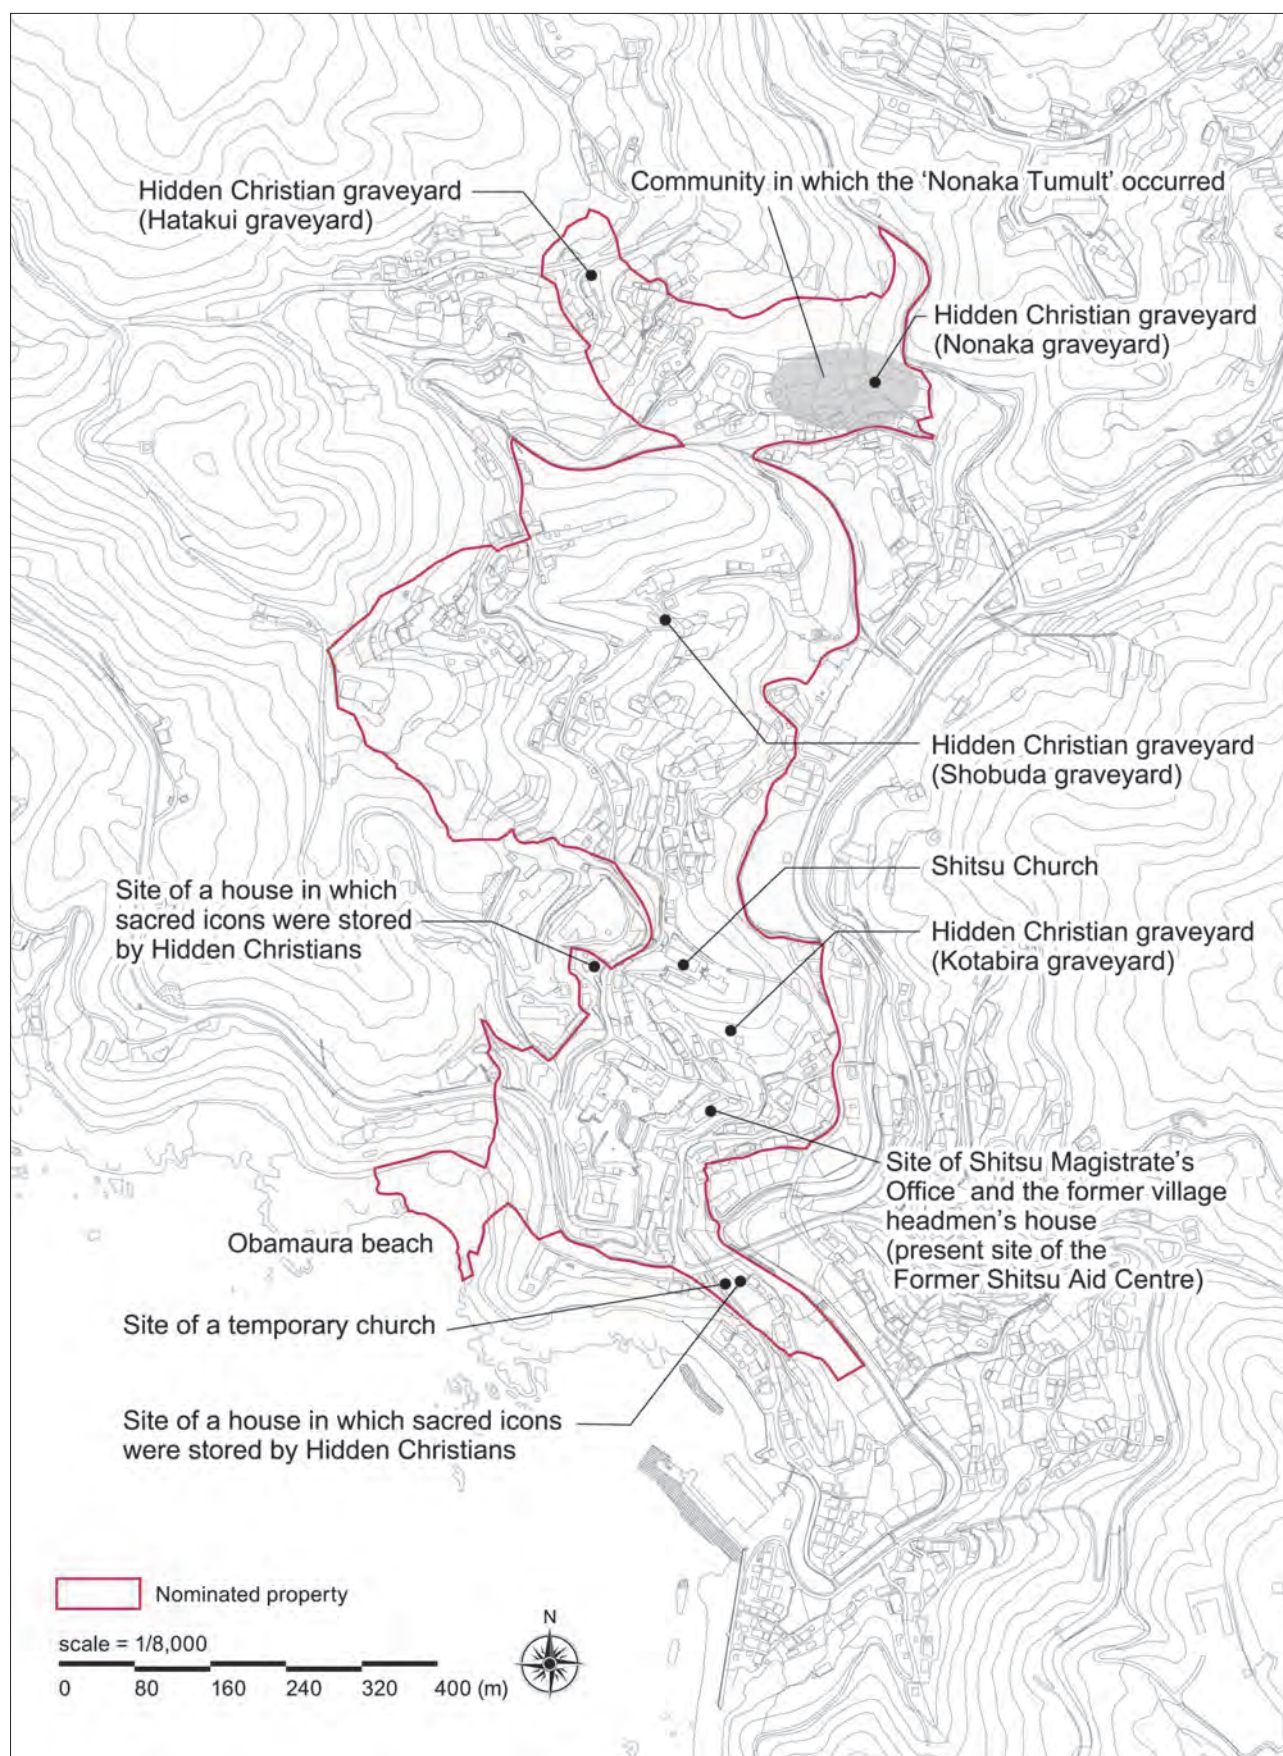 Hidden Christian graveyard
(Hatakui graveyard)
Community in which the ‘Nonaka Tumult’ occurred
Hidden Christian graveyard
(Nonaka graveyard)
Hidden Christian graveyard
(Shobuda graveyard)
Shitsu Church
Site of a house in which
sacred icons were stored
by Hidden Christians
Hidden Christian graveyard
(Kotabira graveyard)
Site of Shitsu Magistrate’s
Office and the former village
headmen’s house
(present site of the
Former Shitsu Aid Centre)
Obamaura beach
Site of a temporary church
Site of a house in which sacred icons
were stored by Hidden Christians
Nominated property
scale = 1/8,000
0 80 160 240 320 400 (m)
N